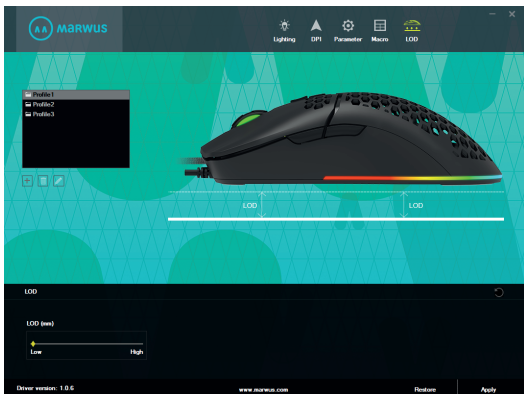 MARWUS
Lighting DPI Parameter Macro LOD
Profile1
Profile2
Profile3
LOD LOD
LOD
LOD (mm)
Low High
Driver version: 1.0.6 www.marwus.com Restore Apply